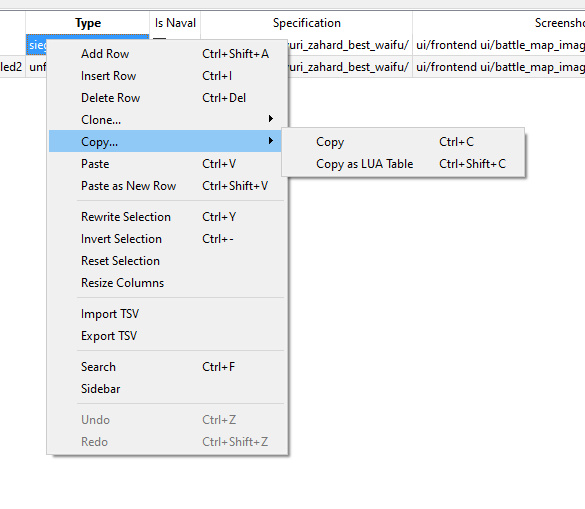 Type Is Naval Specification Screensho
sieg uri_zahard_best_waifu/ ui/frontend ui/battle_map_imag
led2 unf uri_zahard_best_waifu/ ui/frontend ui/battle_map_imag
Add Row Ctrl+Shift+A
Insert Row Ctrl+I
Delete Row Ctrl+Del
Clone...
Copy... Copy Ctrl+C
Paste Ctrl+V Copy as LUA Table Ctrl+Shift+C
Paste as New Row Ctrl+Shift+V
Rewrite Selection Ctrl+Y
Invert Selection Ctrl+-
Reset Selection
Resize Columns
Import TSV
Export TSV
Search Ctrl+F
Sidebar
Undo Ctrl+Z
Redo Ctrl+Shift+Z